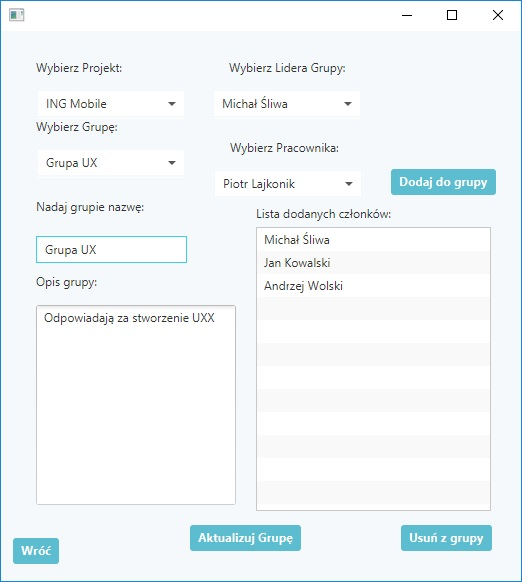 Wybierz Projekt:
Wybierz Lidera Grupy:
ING Mobile
Michał Śliwa
Wybierz Grupę:
Wybierz Pracownika:
Grupa UX
Piotr Lajkonik
Dodaj do grupy
Nadaj grupie nazwę:
Lista dodanych członków:
Grupa UX
Michał Śliwa
Jan Kowalski
Andrzej Wolski
Opis grupy:
Odpowiadają za stworzenie UXX
Wróć
Aktualizuj Grupę
Usuń z grupy